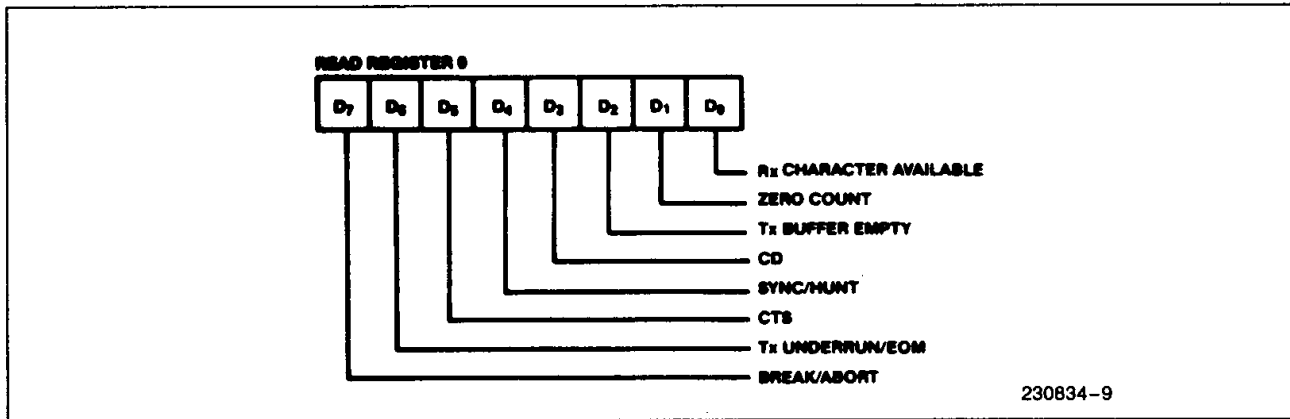 READ REGISTER 0
D7 D6 D5 D4 D3 D2 D1 D0
Rx CHARACTER AVAILABLE
ZERO COUNT
Tx BUFFER EMPTY
CD
SYNC/HUNT
CTS
Tx UNDERRUN/EOM
BREAK/ABORT
230834-9